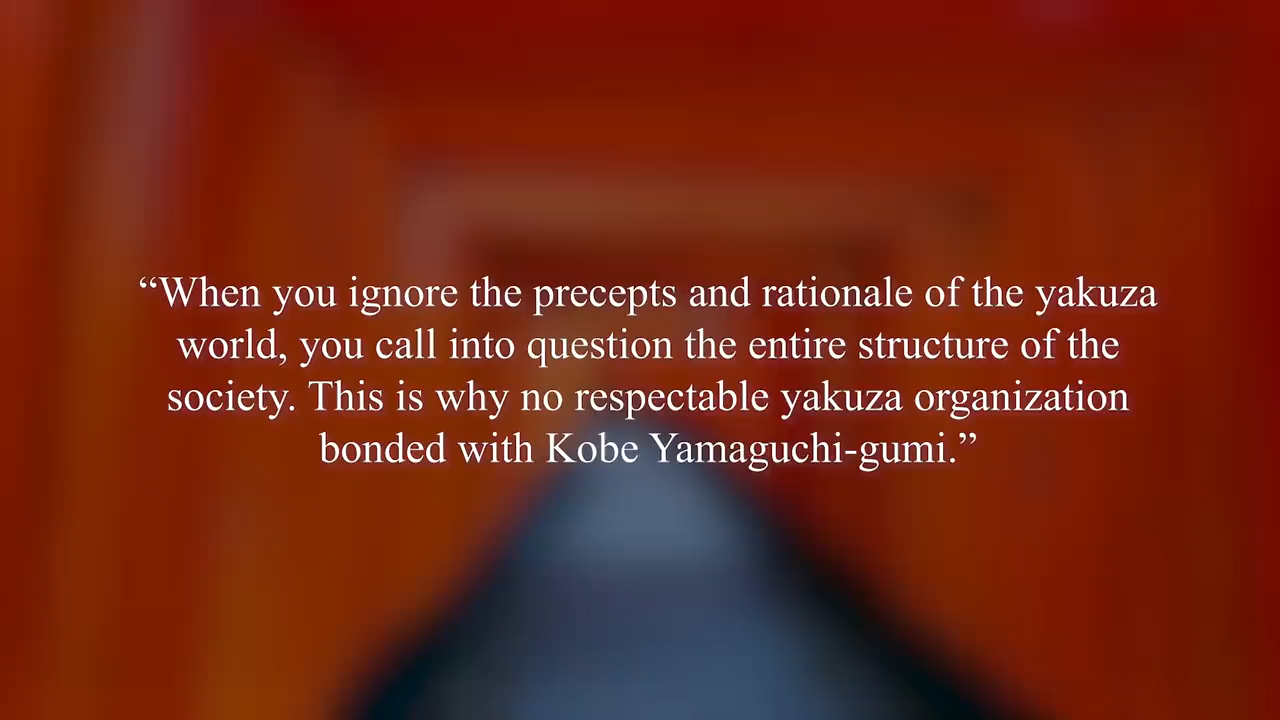 “When you ignore the precepts and rationale of the yakuza
world, you call into question the entire structure of the
society. This is why no respectable yakuza organization
bonded with Kobe Yamaguchi-gumi.”